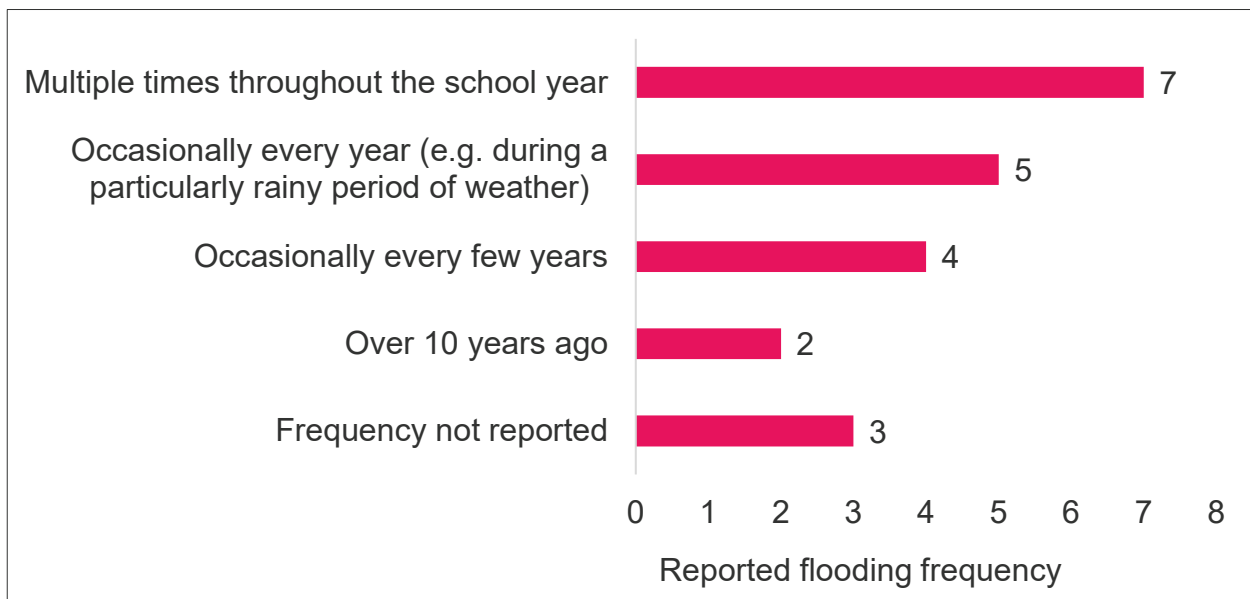 Multiple times throughout the school year
7
Occasionally every year (e.g. during a
particularly rainy period of weather)
5
Occasionally every few years
4
Over 10 years ago
2
Frequency not reported
3
0 1 2 3 4 5 6 7 8
Reported flooding frequency